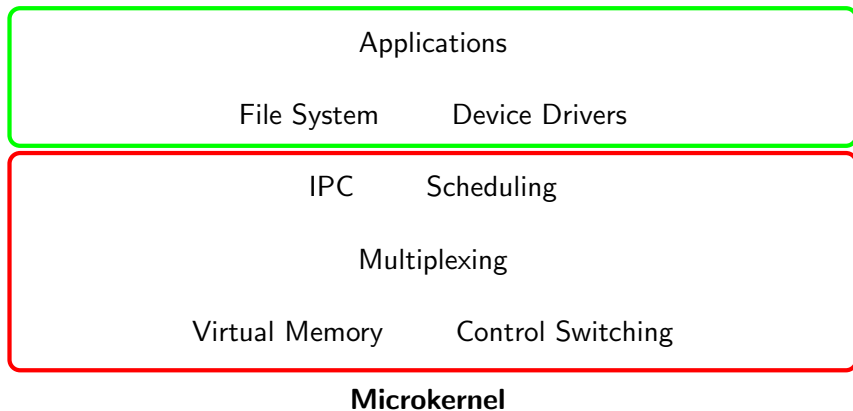 Applications
File System Device Drivers
IPC Scheduling
Multiplexing
Virtual Memory Control Switching
Microkernel